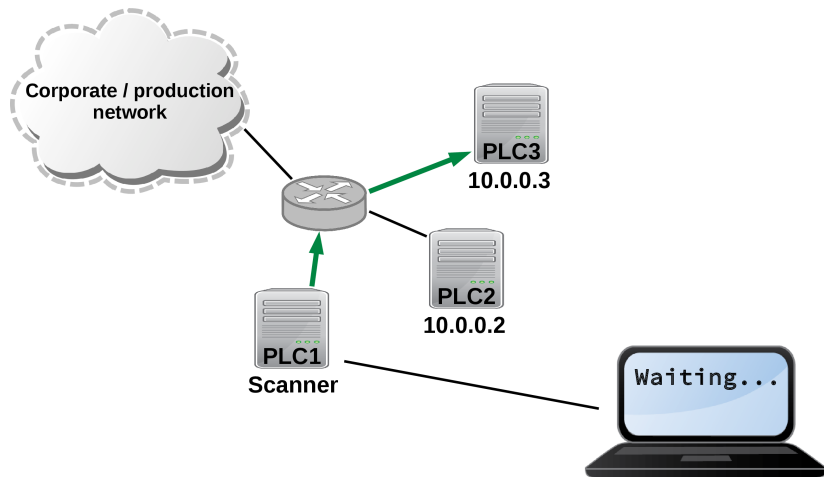 Corporate / production
network
PLC3
10.0.0.3
PLC2
10.0.0.2
PLC1
Scanner
Waiting...